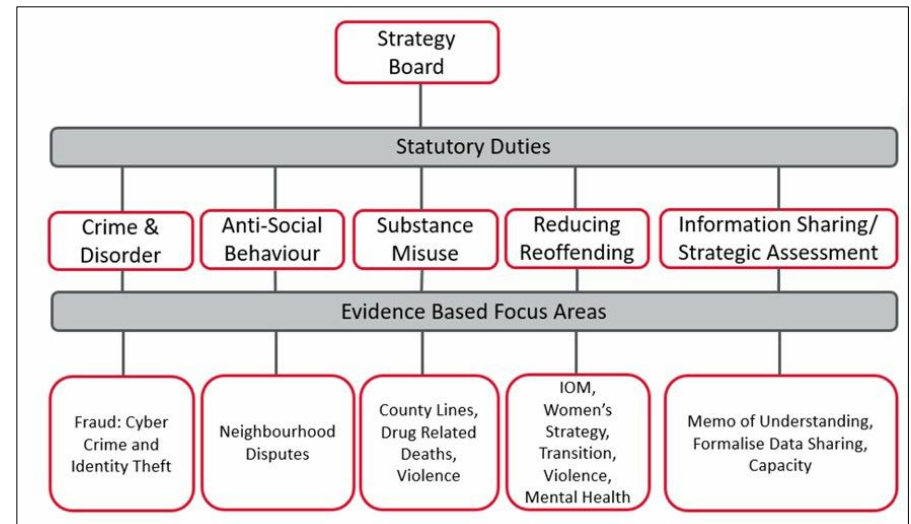 Strategy
Board
Statutory Duties
Crime &
Disorder
Anti-Social
Behaviour
Substance
Misuse
Reducing
Reoffending
Information Sharing/
Strategic Assessment
Evidence Based Focus Areas
Fraud: Cyber
Crime and
Identity Theft
Neighbourhood
Disputes
County Lines,
Drug Related
Deaths,
Violence
IOM,
Women's
Strategy,
Transition,
Violence,
Mental Health
Memo of Understanding,
Formalise Data Sharing,
Capacity